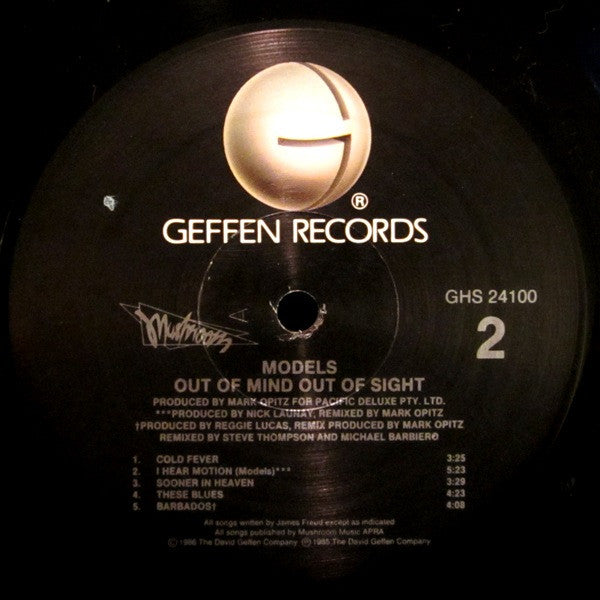 ®
GEFFEN RECORDS
GHS 24100
2
Mushroom
MODELS
OUT OF MIND OUT OF SIGHT
PRODUCED BY MARK OPITZ FOR PACIFIC DELUXE PTY. LTD.
***PRODUCED BY NICK LAUNAY, REMIXED BY MARK OPITZ
†PRODUCED BY REGGIE LUCAS, REMIX PRODUCED BY MARK OPITZ
REMIXED BY STEVE THOMPSON AND MICHAEL BARBIERO
1. COLD FEVER 3:25
2. I HEAR MOTION (Models)*** 5:23
3. SOONER IN HEAVEN 3:29
4. THESE BLUES 4:23
5. BARBADOS† 4:08
All songs written by James Freud except as indicated
All songs published by Mushroom Music APRA
©1986 The David Geffen Company. ℗1985 The David Geffen Company.